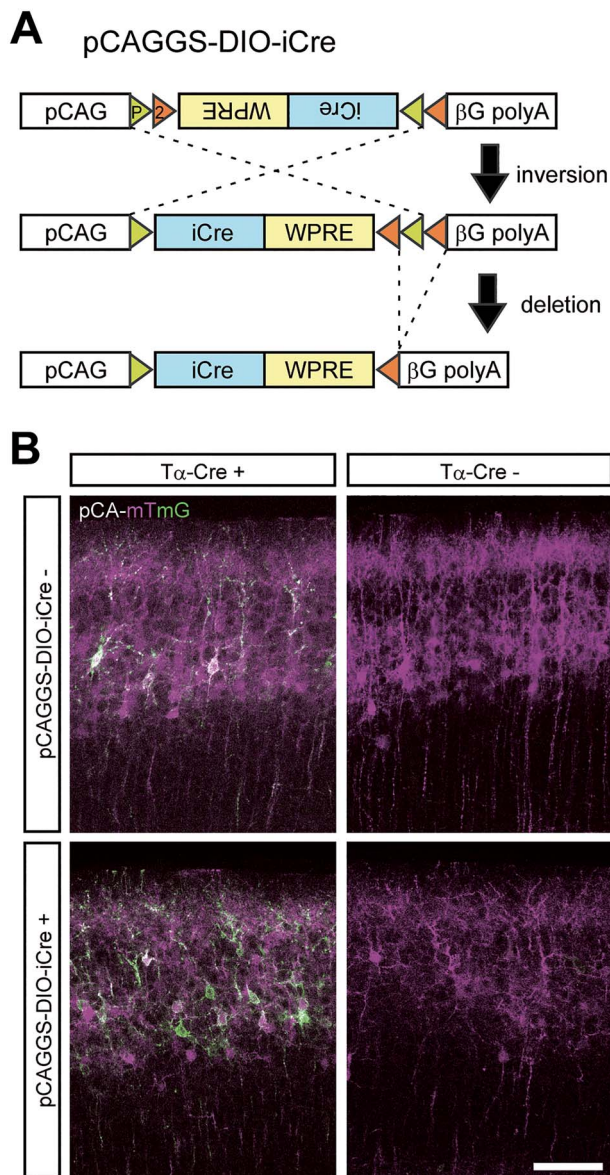 A
pCAGGS-DIO-iCre
pCAG P 2 WPRE iCre βG polyA
inversion
pCAG iCre WPRE βG polyA
deletion
pCAG iCre WPRE βG polyA
B
Tα-Cre + Tα-Cre -
pCA-mTmG
pCAGGS-DIO-iCre -
pCAGGS-DIO-iCre +